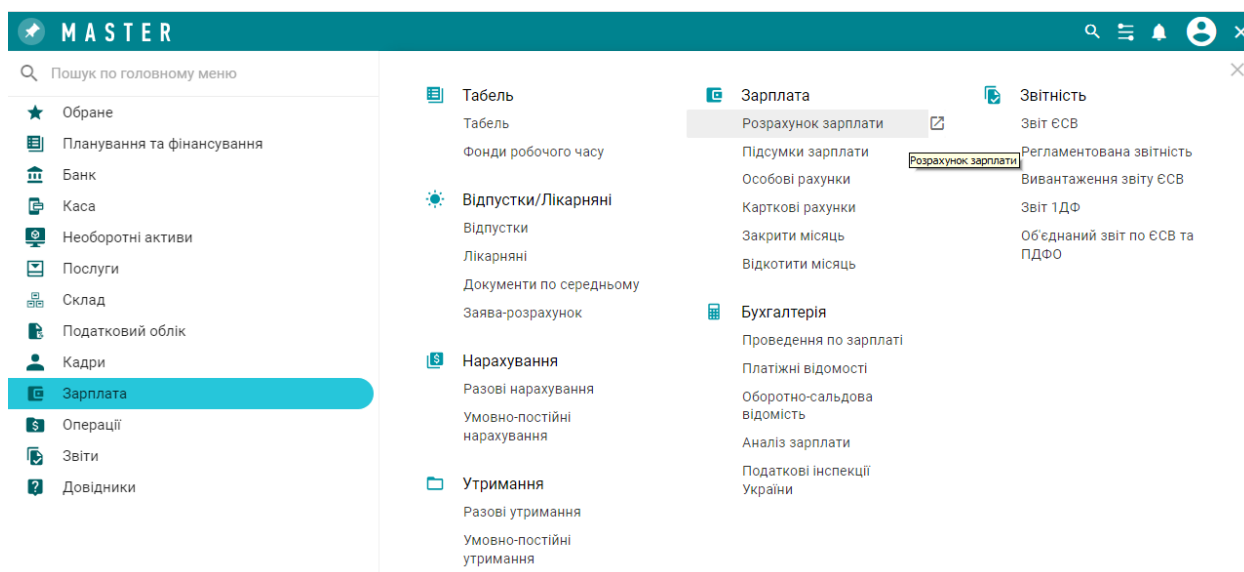 MASTER
Пошук по головному меню
Обране
Планування та фінансування
Банк
Каса
Необоротні активи
Послуги
Склад
Податковий облік
Кадри
Зарплата
Операції
Звіти
Довідники
Табель
Табель
Фонди робочого часу
Відпустки/Лікарняні
Відпустки
Лікарняні
Документи по середньому
Заява-розрахунок
Нарахування
Разові нарахування
Умовно-постійні
нарахування
Утримання
Разові утримання
Умовно-постійні
утримання
Зарплата
Розрахунок зарплати
Розрахунок зарплати
Підсумки зарплати
Особові рахунки
Карткові рахунки
Закрити місяць
Відкотити місяць
Бухгалтерія
Проведення по зарплаті
Платіжні відомості
Оборотно-сальдова
відомість
Аналіз зарплати
Податкові інспекції
України
Звітність
Звіт ЄСВ
Регламентована звітність
Вивантаження звіту ЄСВ
Звіт 1ДФ
Об'єднаний звіт по ЄСВ та
ПДФО